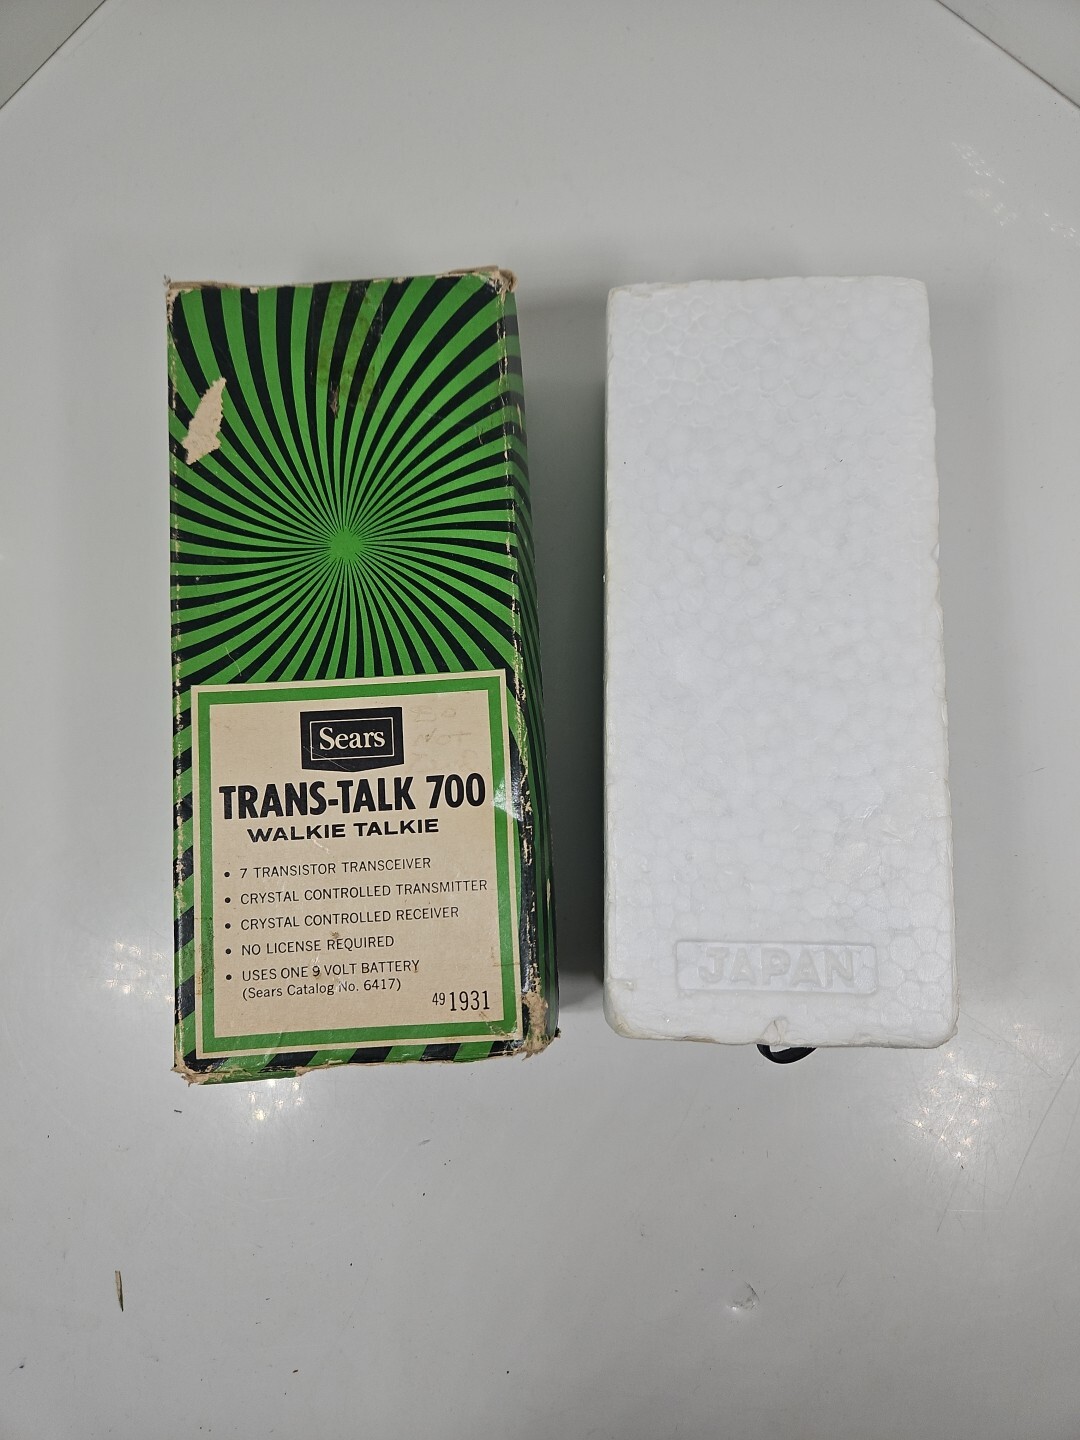 Sears
TRANS-TALK 700
WALKIE TALKIE
• 7 TRANSISTOR TRANSCEIVER
• CRYSTAL CONTROLLED TRANSMITTER
• CRYSTAL CONTROLLED RECEIVER
• NO LICENSE REQUIRED
• USES ONE 9 VOLT BATTERY
(Sears Catalog No. 6417)
49 1931
JAPAN